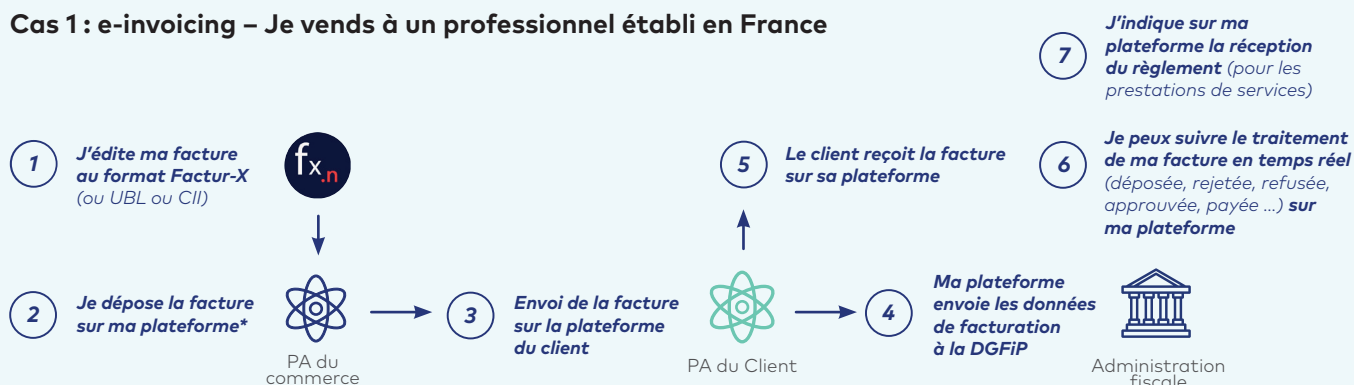 Cas 1 : e-invoicing – Je vends à un professionnel établi en France
1
J'édite ma facture
au format Factur-X
(ou UBL ou CII)
fx.n
2
Je dépose la facture
sur ma plateforme*
PA du
commerce
3
Envoi de la facture
sur la plateforme
du client
PA du Client
4
Ma plateforme
envoie les données
de facturation
à la DGFiP
Administration
fiscale
5
Le client reçoit la facture
sur sa plateforme
6
Je peux suivre le traitement
de ma facture en temps réel
(déposée, rejetée, refusée,
approuvée, payée ...) sur
ma plateforme
7
J'indique sur ma
plateforme la réception
du règlement (pour les
prestations de services)